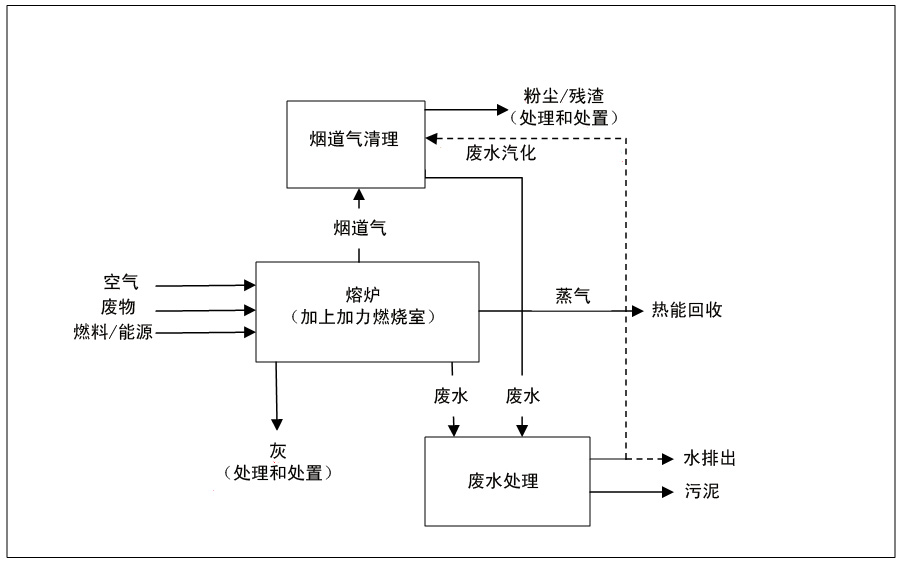 粉尘/残渣
（处理和处置）
烟道气清理
废水汽化
烟道气
空气
废物
燃料/能源
熔炉
（加上加力燃烧室）
蒸气
热能回收
废水
废水
灰
（处理和处置）
废水处理
水排出
污泥